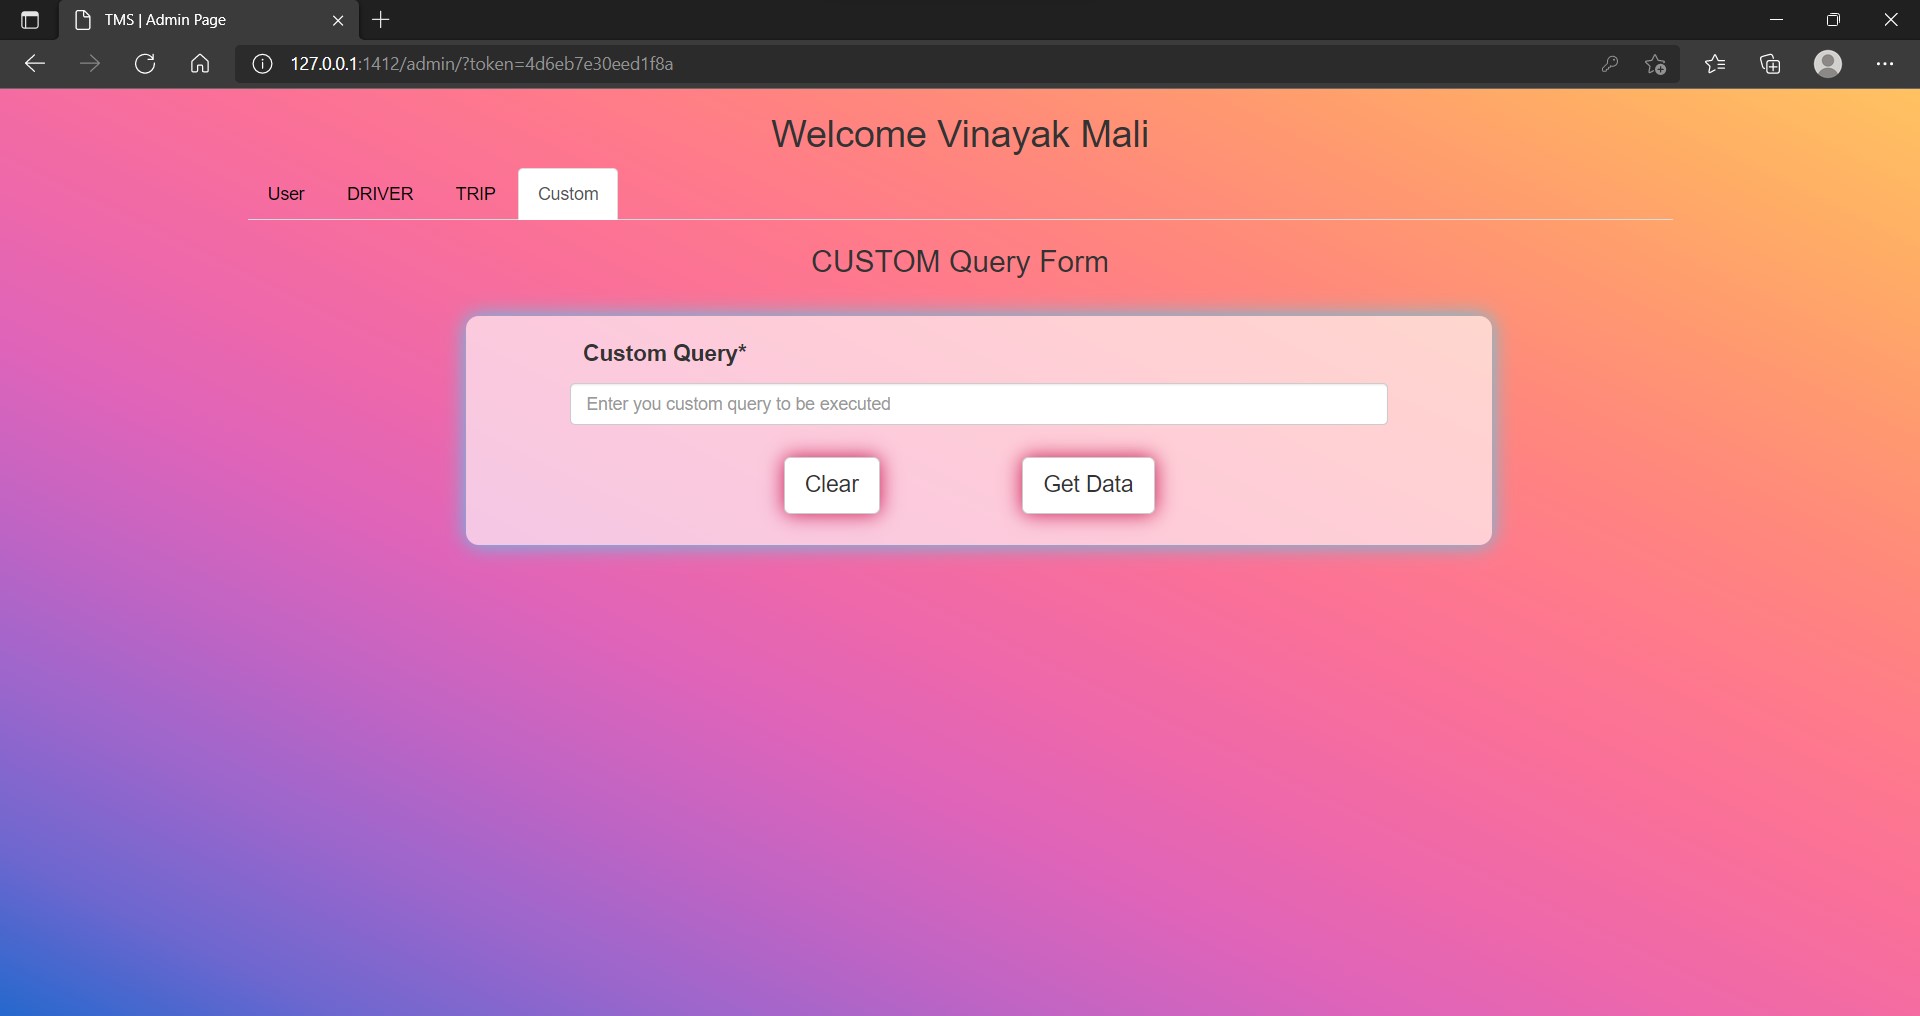 TMS | Admin Page
127.0.0.1:1412/admin/?token=4d6eb7e30eed1f8a
Welcome Vinayak Mali
User DRIVER TRIP Custom
CUSTOM Query Form
Custom Query*
Enter you custom query to be executed
Clear Get Data